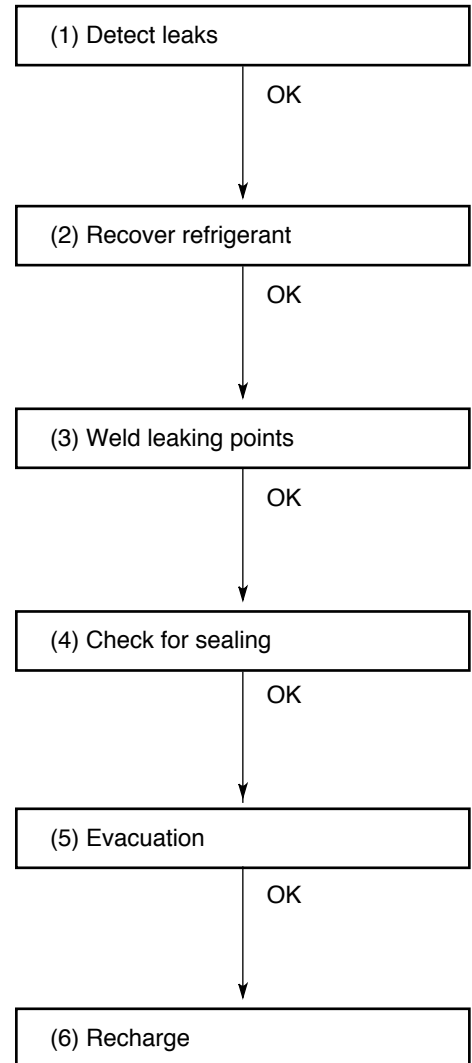 (1) Detect leaks
OK
(2) Recover refrigerant
OK
(3) Weld leaking points
OK
(4) Check for sealing
OK
(5) Evacuation
OK
(6) Recharge